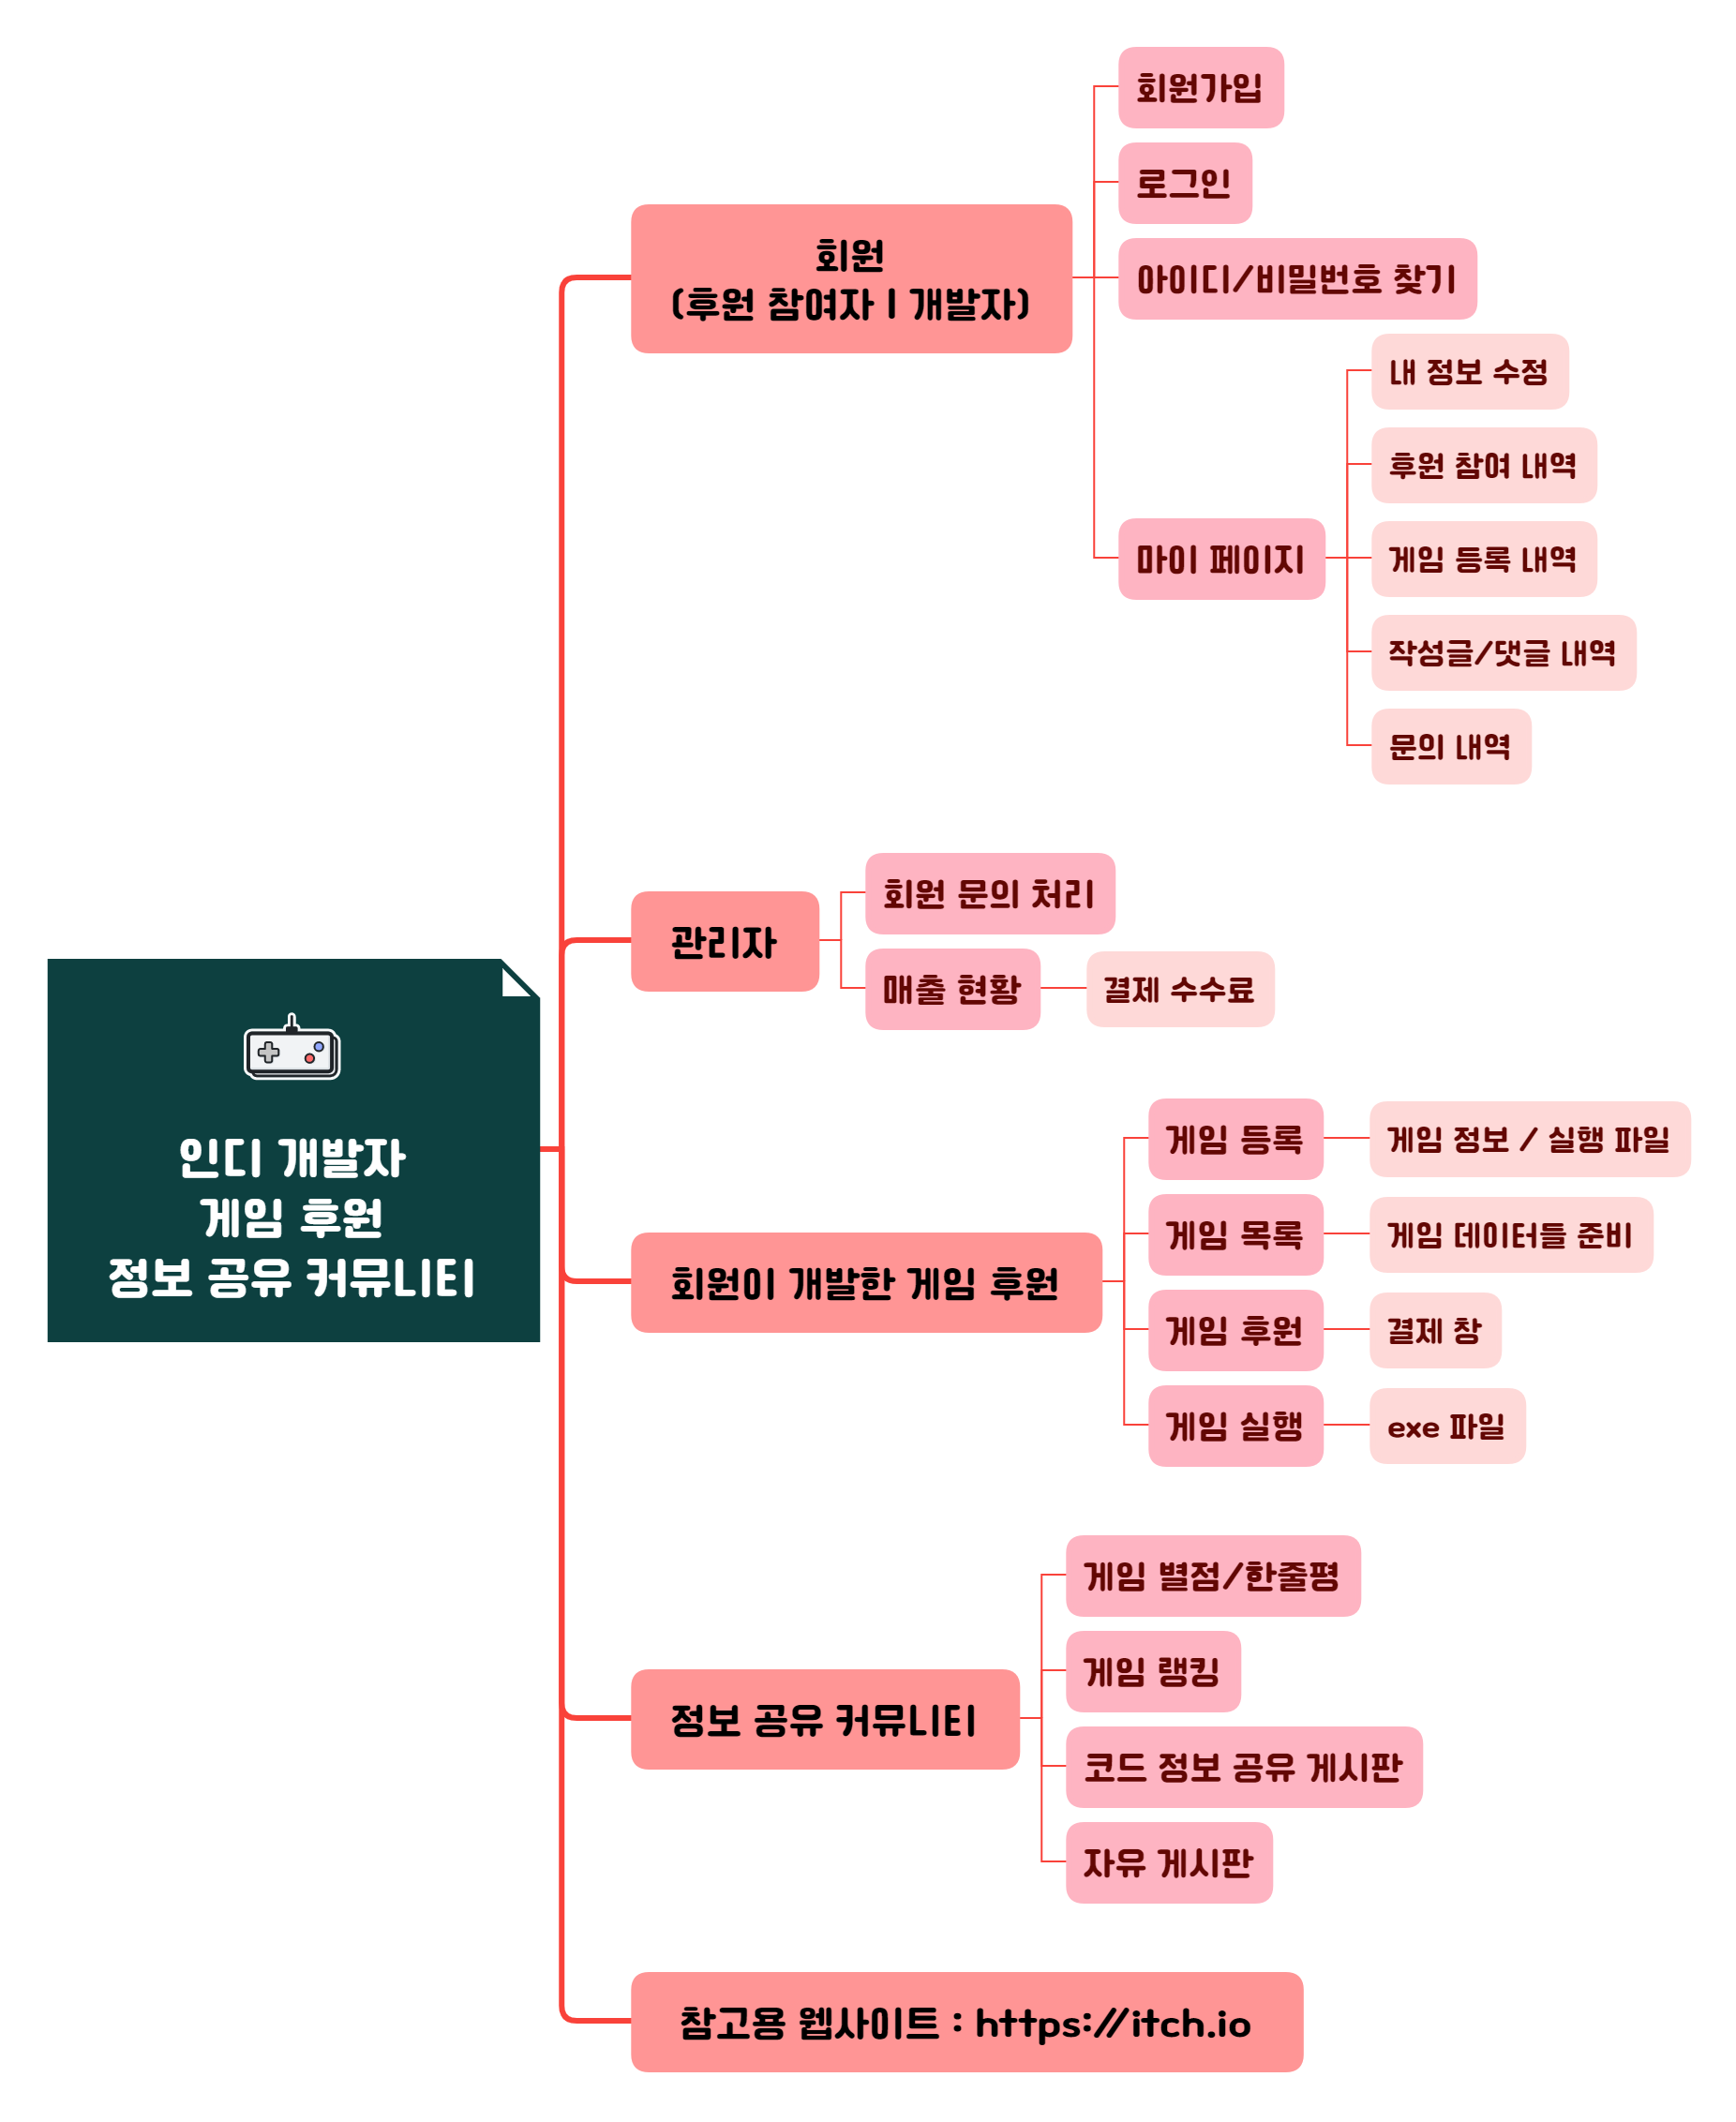 인디 개발자
게임 후원
정보 공유 커뮤니티
회원
(후원 참여자 | 개발자)
회원가입
로그인
아이디/비밀번호 찾기
마이 페이지
내 정보 수정
후원 참여 내역
게임 등록 내역
작성글/댓글 내역
문의 내역
관리자
회원 문의 처리
매출 현황
결제 수수료
회원이 개발한 게임 후원
게임 등록
게임 정보 / 실행 파일
게임 목록
게임 데이터들 준비
게임 후원
결제 창
게임 실행
exe 파일
정보 공유 커뮤니티
게임 별점/한줄평
게임 랭킹
코드 정보 공유 게시판
자유 게시판
참고용 웹사이트 : https://itch.io